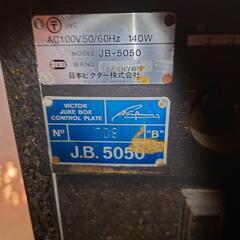 JVC
AC100V 50/60Hz 140W
MODEL JB-5050
SER.NO.
日本ビクター株式会社
VICTOR
JUKE BOX
CONTROL PLATE
Nº 709 "B"
J.B. 5050